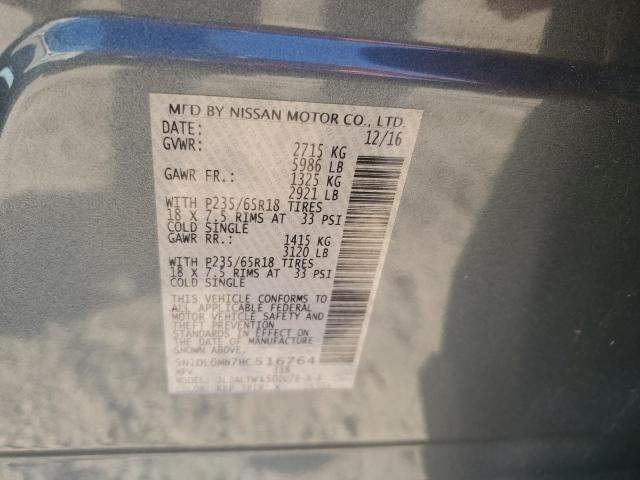 MFD BY NISSAN MOTOR CO., LTD.
DATE: 12/16
GVWR: 2715 KG
5986 LB
GAWR FR.: 1325 KG
2921 LB
WITH P235/65R18 TIRES
18 X 7.5 RIMS AT 33 PSI
COLD SINGLE
GAWR RR.: 1415 KG
3120 LB
WITH P235/65R18 TIRES
18 X 7.5 RIMS AT 33 PSI
COLD SINGLE
THIS VEHICLE CONFORMS TO
ALL APPLICABLE FEDERAL
MOTOR VEHICLE SAFETY AND
THEFT PREVENTION
STANDARDS IN EFFECT ON
THE DATE OF MANUFACTURE
SHOWN ABOVE.
5N1DL0MN7HC516764
MPV
MODEL: